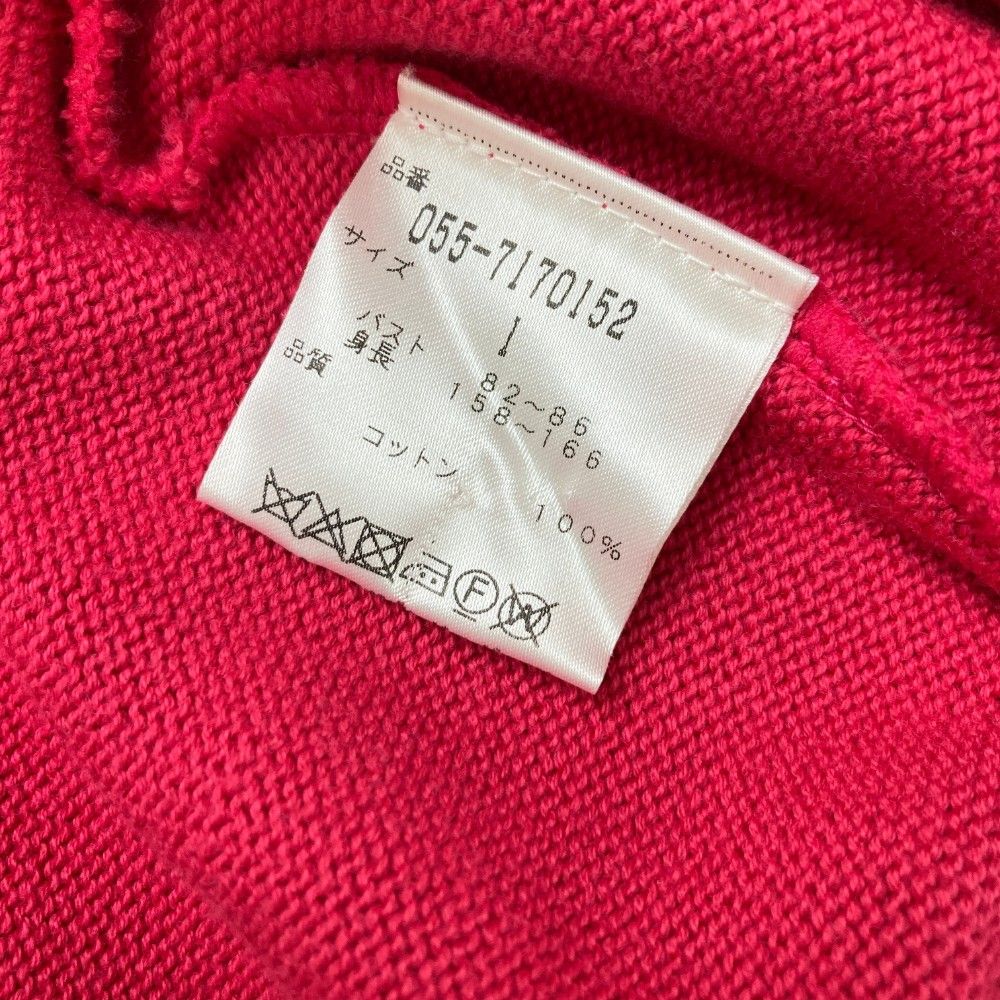 品番
055-7170152
サイズ 1
バスト 82～86
身長 158～166
品質
コットン 100%
F
W